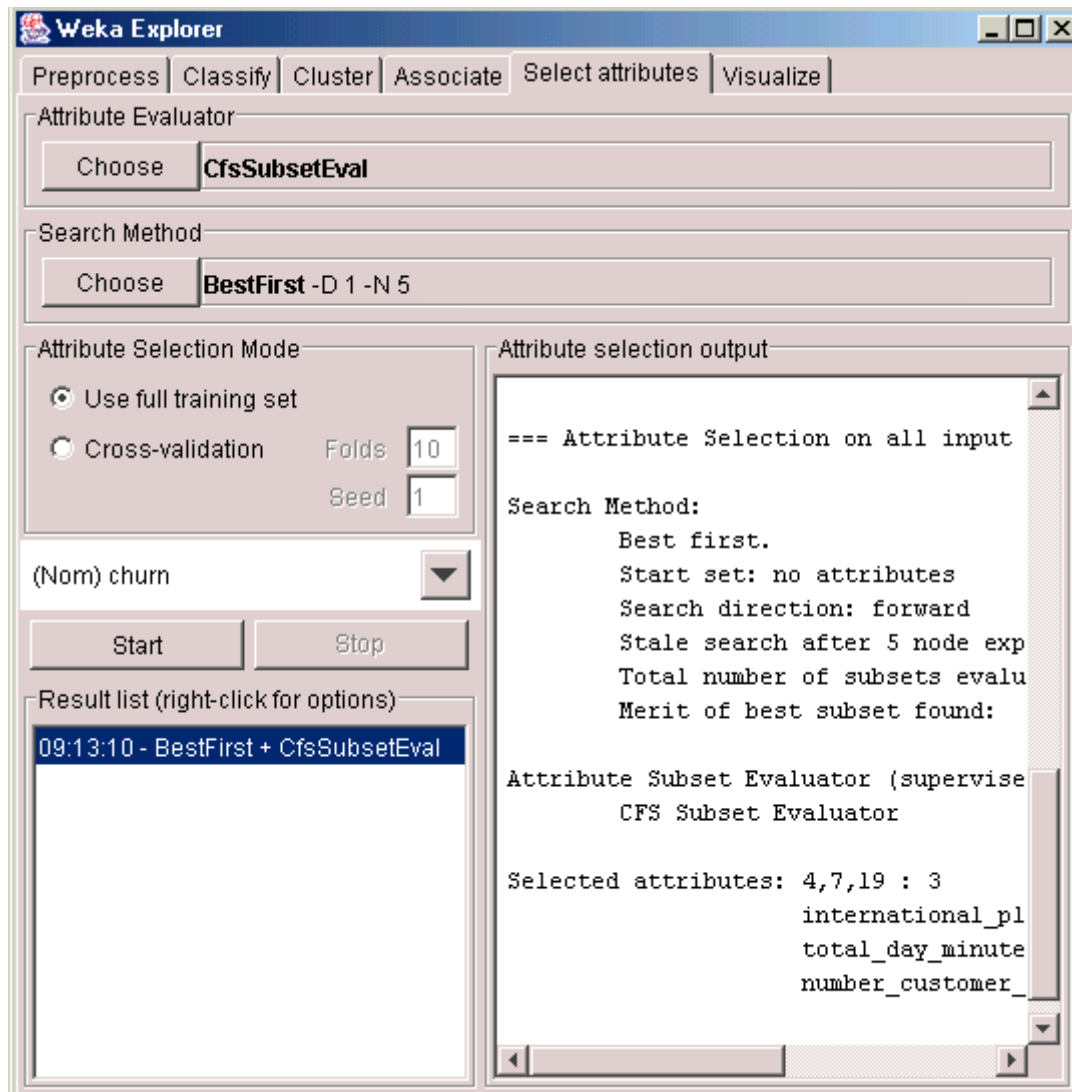 Weka Explorer
Preprocess Classify Cluster Associate Select attributes Visualize
Attribute Evaluator
Choose CfsSubsetEval
Search Method
Choose BestFirst -D 1 -N 5
Attribute Selection Mode
Use full training set
Cross-validation Folds 10
Seed 1
(Nom) churn
Start Stop
Result list (right-click for options)
09:13:10 - BestFirst + CfsSubsetEval
Attribute selection output
=== Attribute Selection on all input
Search Method:
Best first.
Start set: no attributes
Search direction: forward
Stale search after 5 node exp
Total number of subsets evalu
Merit of best subset found:
Attribute Subset Evaluator (supervise
CFS Subset Evaluator
Selected attributes: 4,7,19 : 3
international_pl
total_day_minute
number_customer_